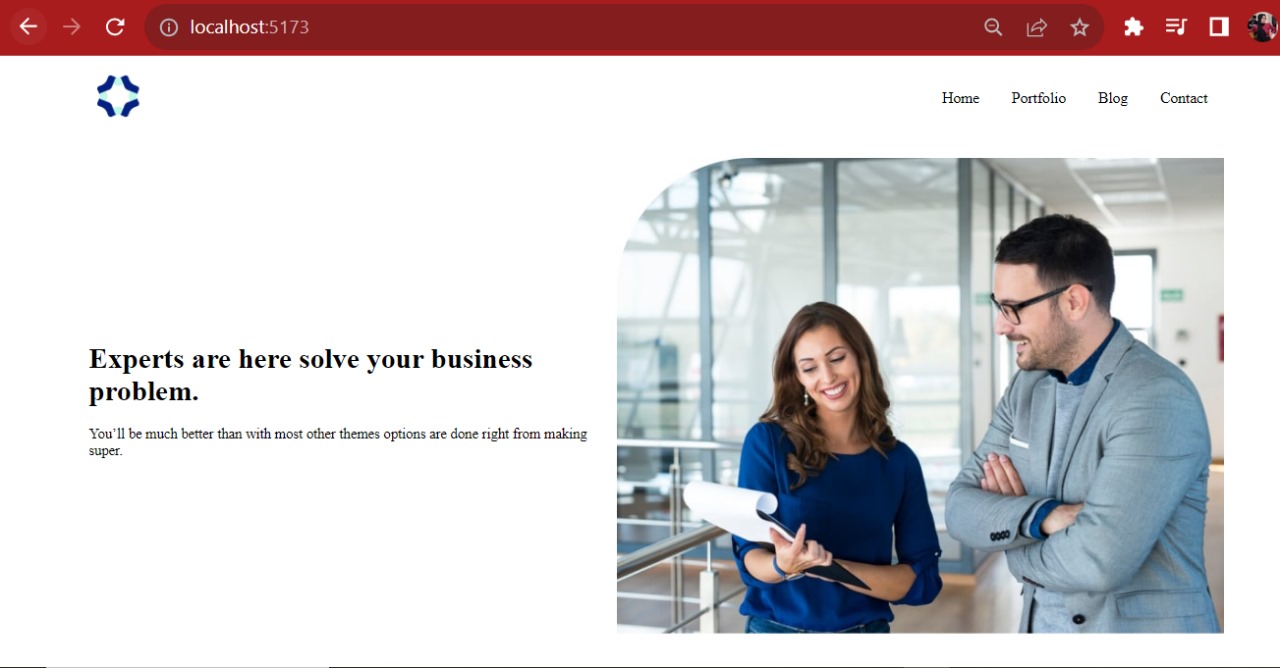 localhost:5173
Home Portfolio Blog Contact
Experts are here solve your business
problem.
You’ll be much better than with most other themes options are done right from making
super.